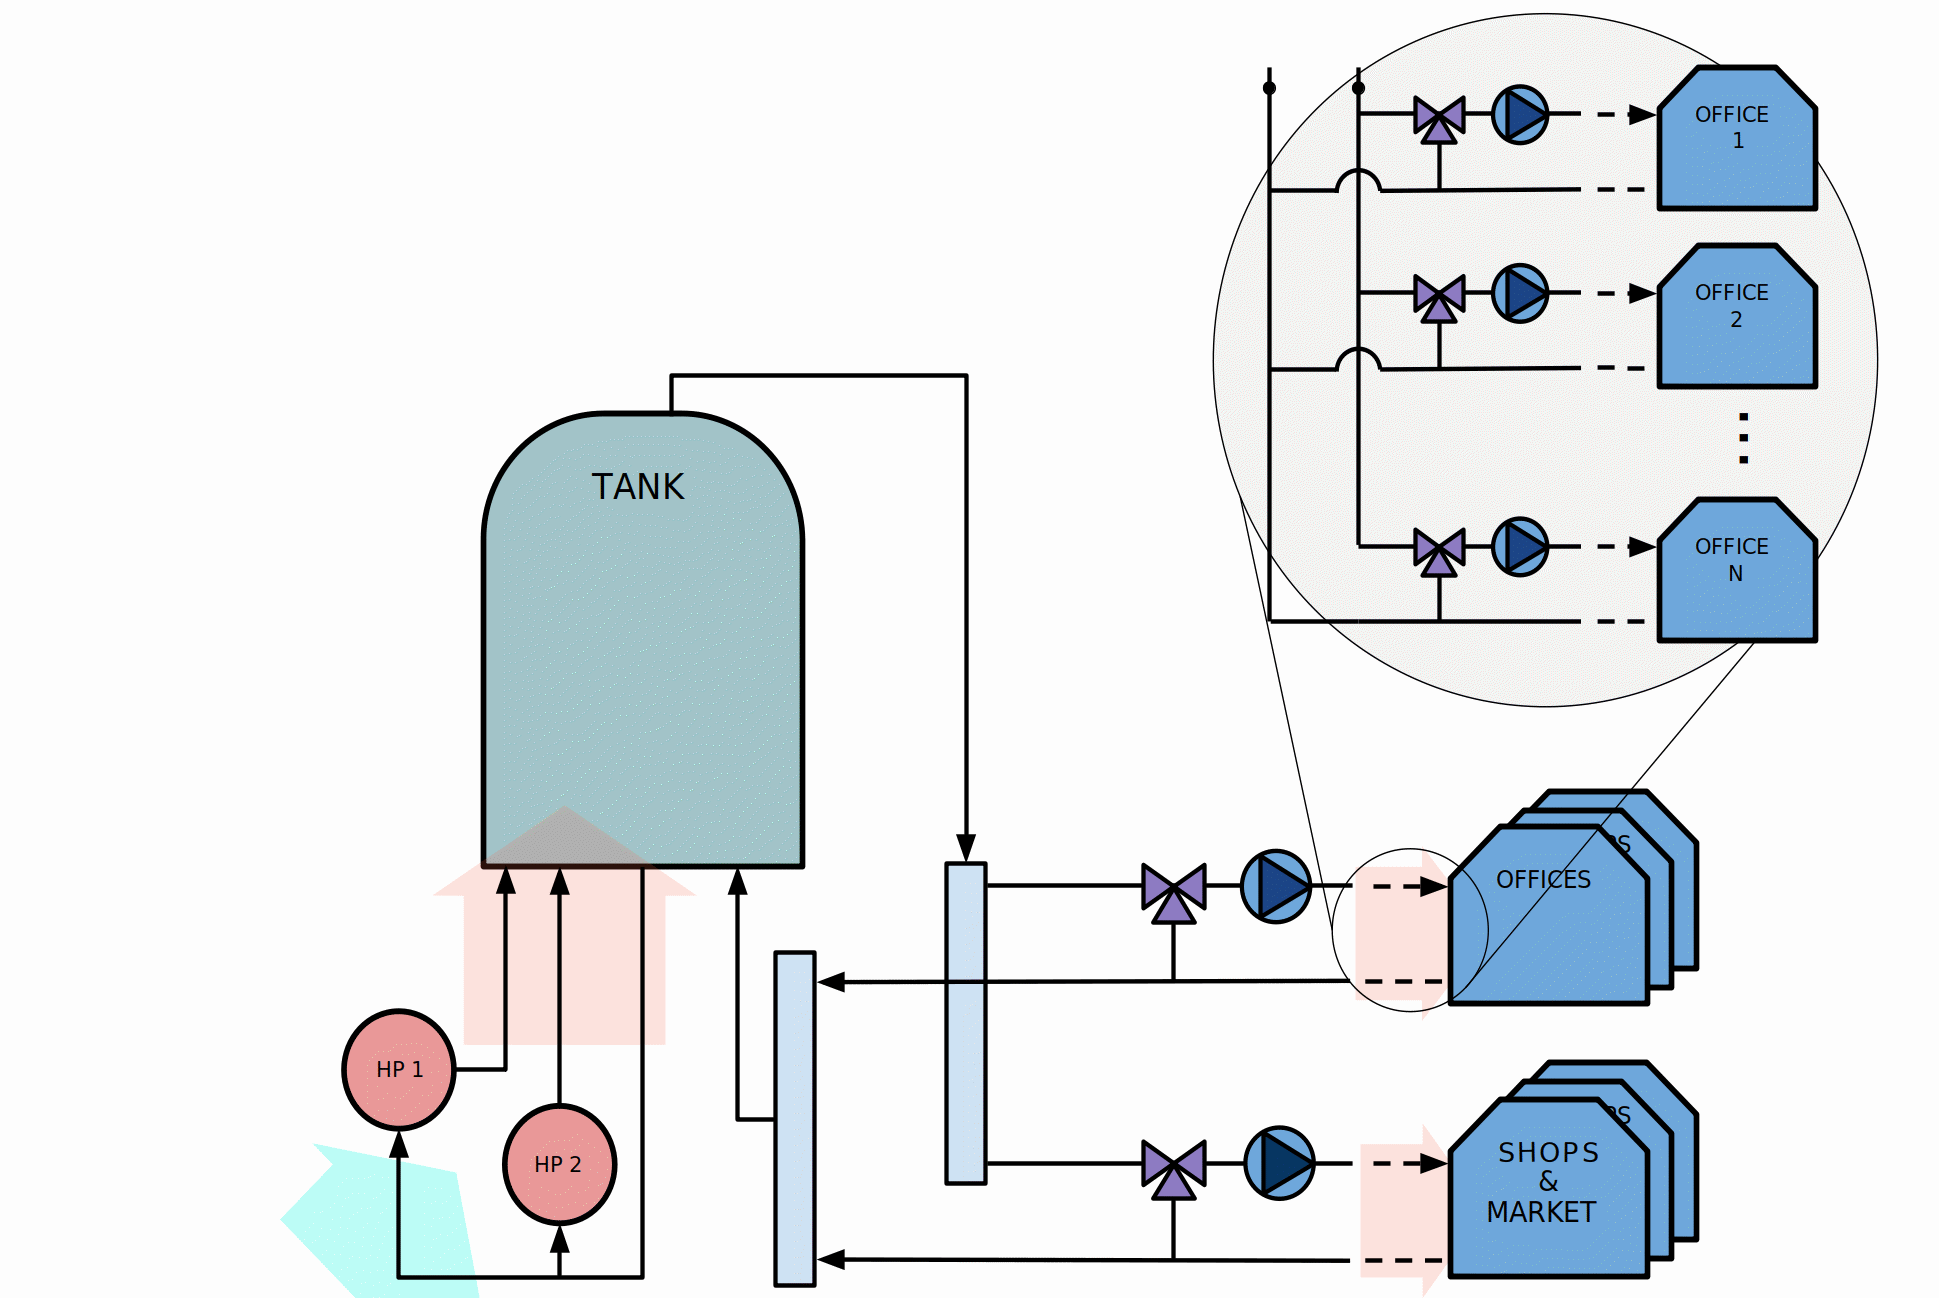 OFFICE
1
OFFICE
2
OFFICE
N
TANK
OFFICES
HP 1
HP 2
SHOPS
&
MARKET